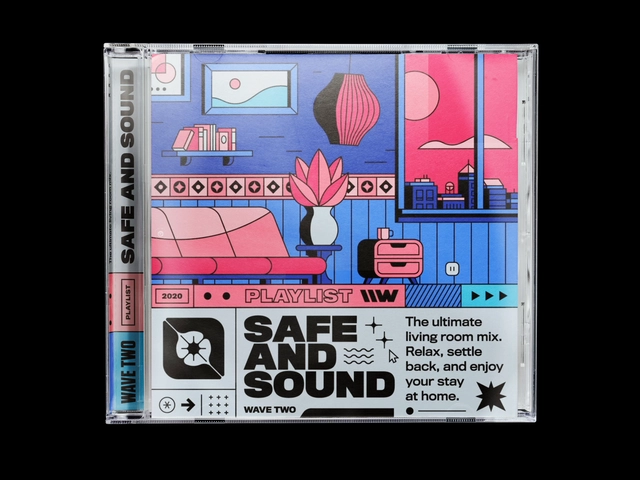 SAFE AND SOUND
PLAYLIST
WAVE TWO
2020
PLAYLIST
SAFE
AND
SOUND
WAVE TWO
The ultimate
living room mix.
Relax, settle
back, and enjoy
your stay
at home.